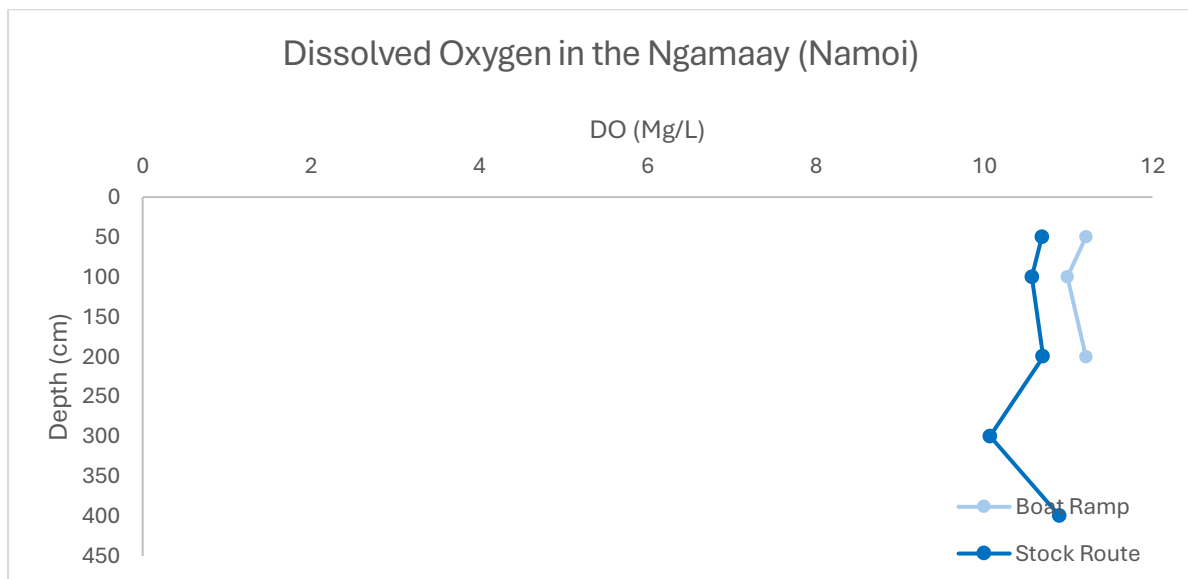 Dissolved Oxygen in the Ngamaay (Namoi)
DO (Mg/L)
0 2 4 6 8 10 12
0
50
100
150
200
250
300
350
400
450
Depth (cm)
Boat Ramp
Stock Route